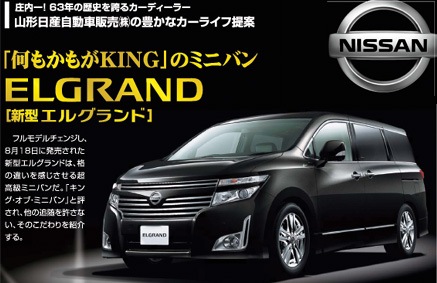 庄内一！63年の歴史を誇るカーディーラー
山形日産自動車販売㈱の豊かなカーライフ提案
NISSAN
「何もかもがKING」のミニバン
ELGRAND
［新型エルグランド］
フルモデルチェンジし、
8月18日に発売された
新型エルグランドは、格
の違いを感じさせる超
高級ミニバンだ。「キン
グ・オブ・ミニバン」と評
され、他の追随を許さな
い、そのこだわりを紹介
する。
ELGRAND